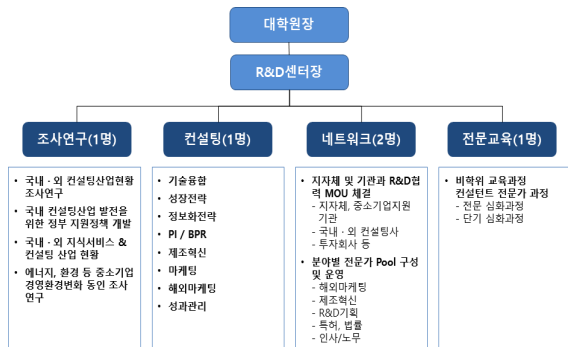 대학원장
R&D센터장
조사연구(1명)
컨설팅(1명)
네트워크(2명)
전문교육(1명)
• 국내 · 외 컨설팅산업현황
조사연구
• 국내 컨설팅산업 발전을
위한 정부 지원정책 개발
• 국내 · 외 지식서비스 &
컨설팅 산업 현황
• 에너지, 환경 등 중소기업
경영환경변화 동인 조사
연구
• 기술융합
• 성장전략
• 정보화전략
• PI / BPR
• 제조혁신
• 마케팅
• 해외마케팅
• 성과관리
• 지자체 및 기관과 R&D협
력 MOU 체결
- 지자체, 중소기업지원
기관
- 국내 · 외 컨설팅사
- 투자회사 등
• 분야별 전문가 Pool 구성
및 운영
- 해외마케팅
- 제조혁신
- R&D기획
- 특허, 법률
- 인사/노무
• 비학위 교육과정
컨설턴트 전문가 과정
- 전문 심화과정
- 단기 심화과정